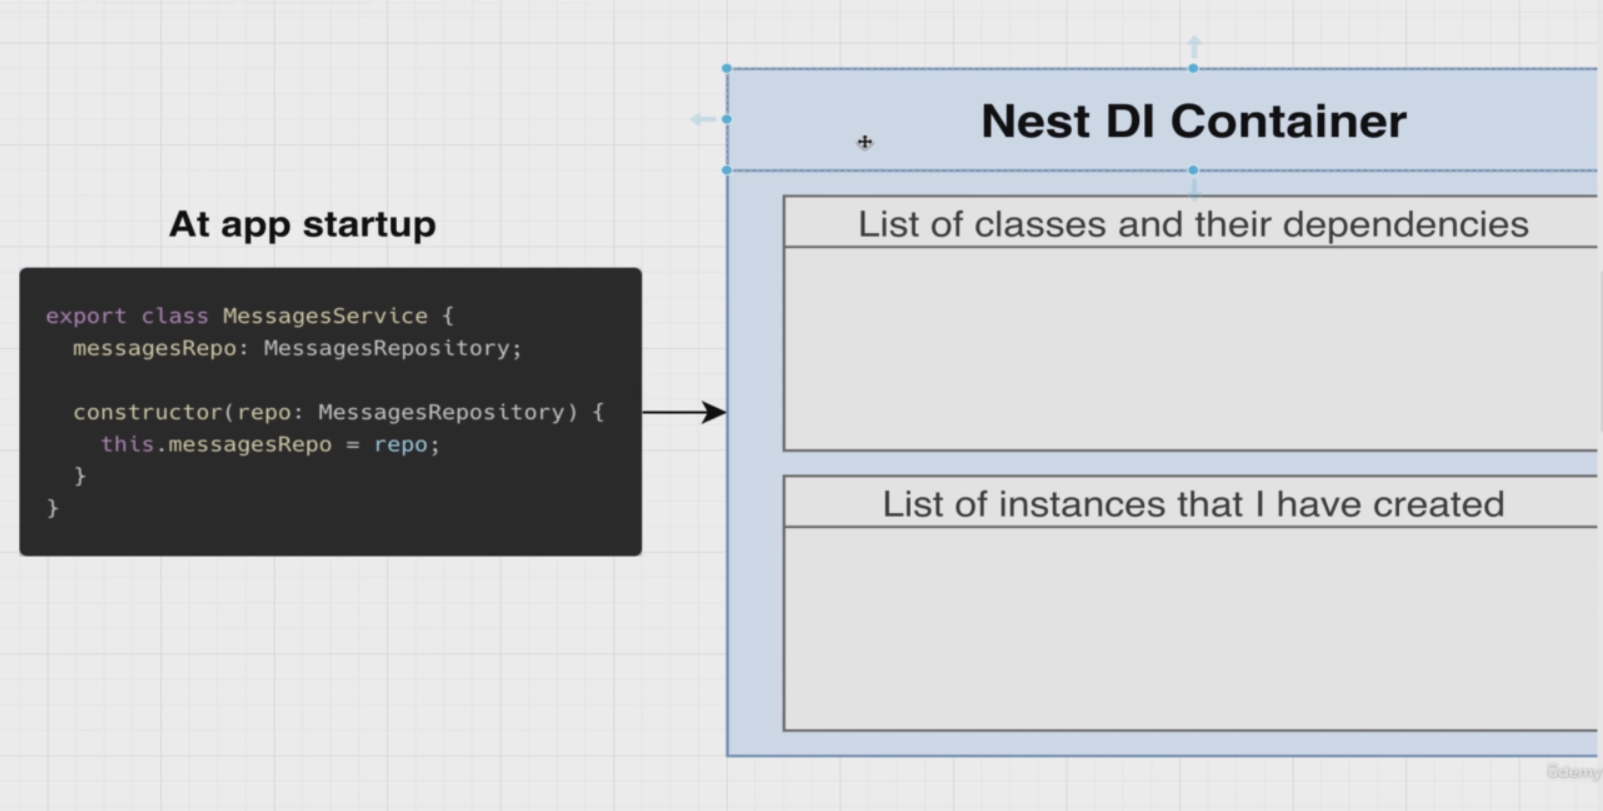 Nest DI Container
At app startup
List of classes and their dependencies
export class MessagesService {
  messagesRepo: MessagesRepository;
  constructor(repo: MessagesRepository) {
    this.messagesRepo = repo;
  }
}
List of instances that I have created
ûdemy